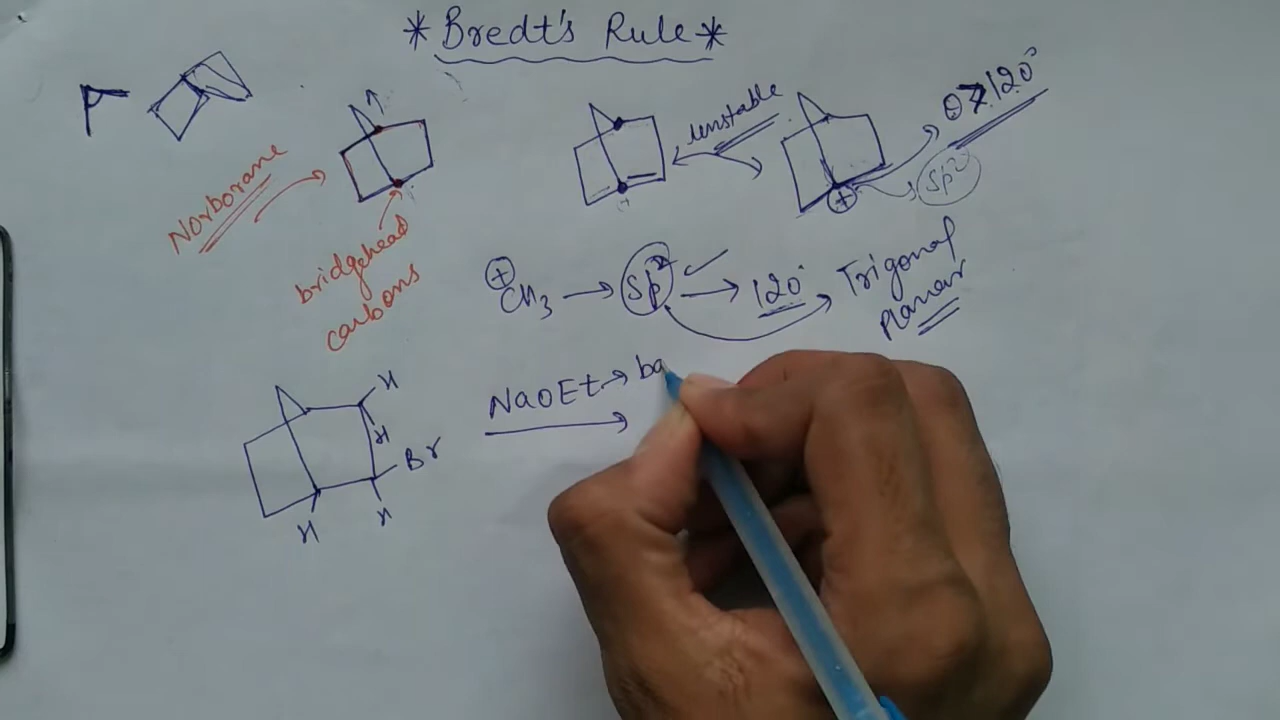 *Bredt's Rule*
unstable
θ≯120°
sp²
Norborane
bridgehead
carbons
⊕
CH₃ → sp² → 120°
Trigonal
planar
H
H
Br
H
H
NaOEt → ba